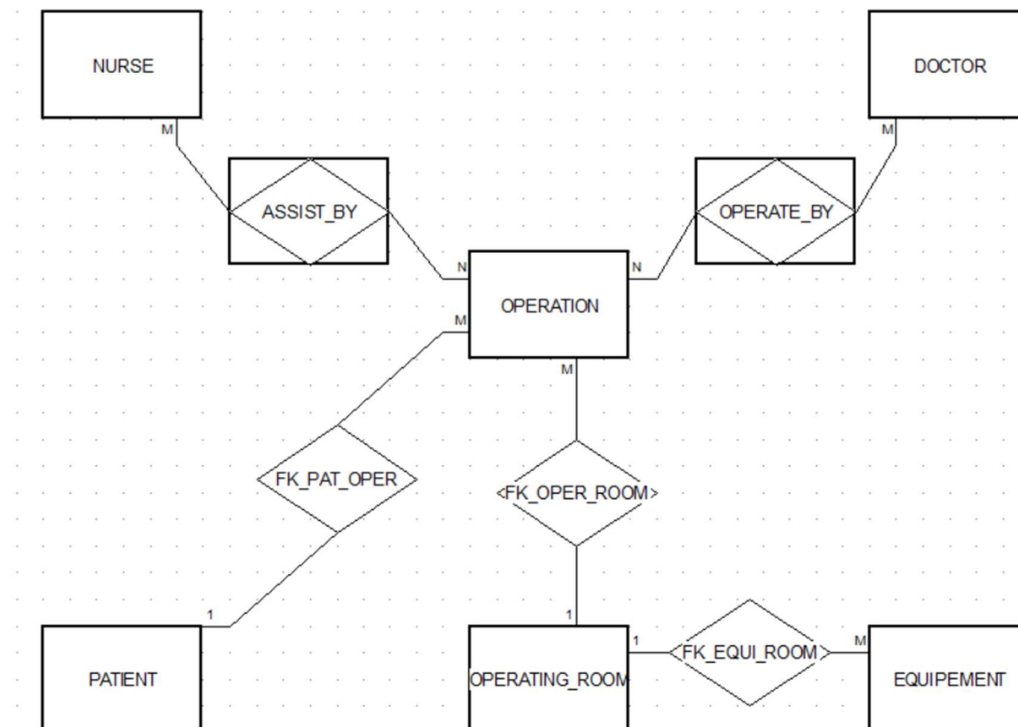 NURSE
DOCTOR
M
M
ASSIST_BY
OPERATE_BY
N
N
OPERATION
M
M
FK_PAT_OPER
FK_OPER_ROOM
1
1
1
FK_EQUI_ROOM
M
PATIENT
OPERATING_ROOM
EQUIPEMENT